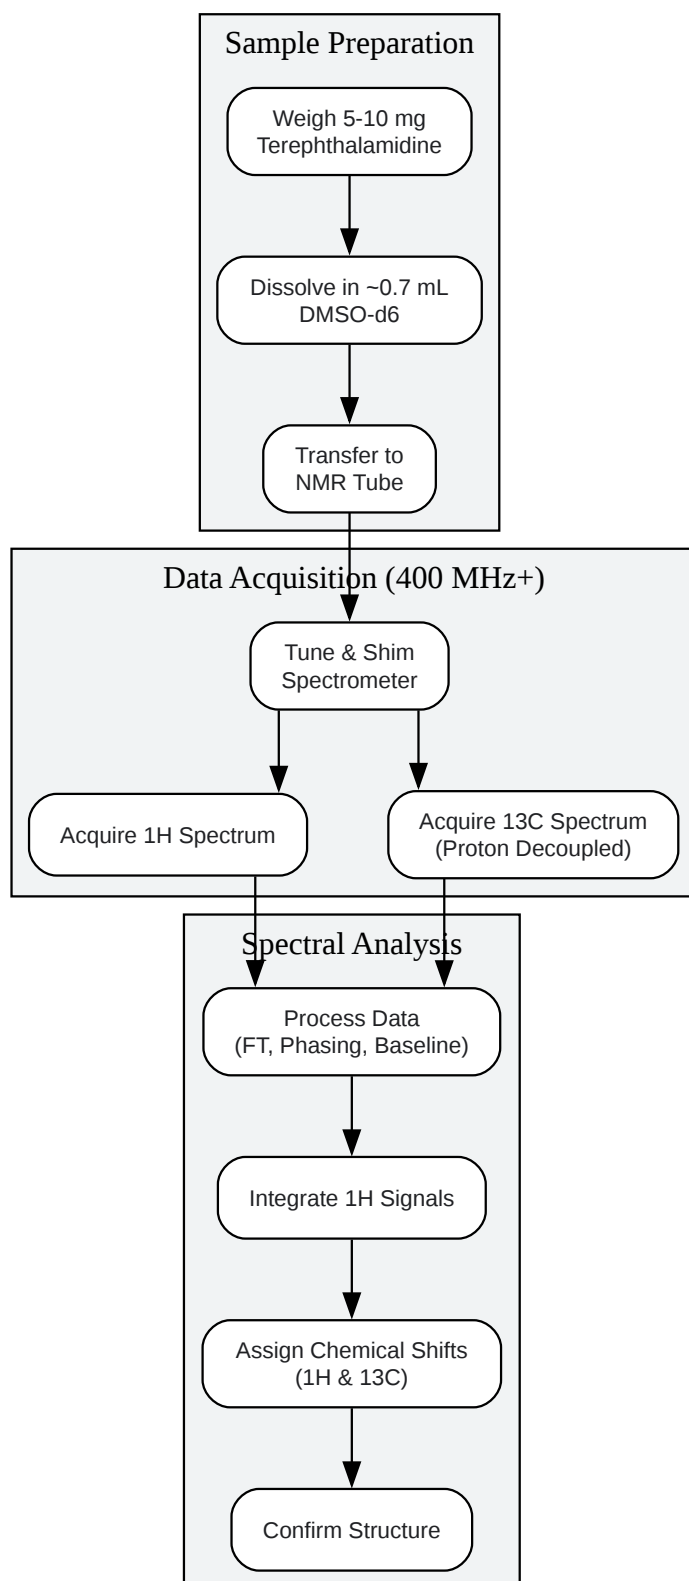 Sample Preparation
Weigh 5-10 mg
Terephthalamidine
Dissolve in ~0.7 mL
DMSO-d6
Transfer to
NMR Tube
Data Acquisition (400 MHz+)
Tune & Shim
Spectrometer
Acquire 1H Spectrum
Acquire 13C Spectrum
(Proton Decoupled)
Spectral Analysis
Process Data
(FT, Phasing, Baseline)
Integrate 1H Signals
Assign Chemical Shifts
(1H & 13C)
Confirm Structure